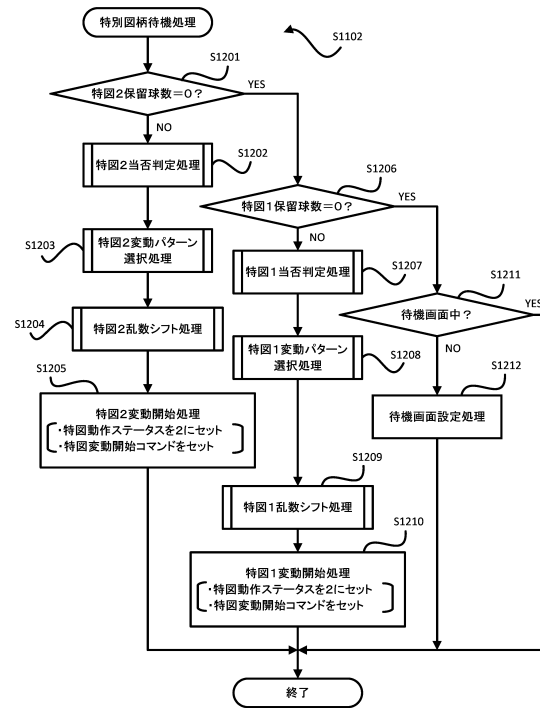 特別図柄待機処理
S1102
S1201
特図2保留球数=0?
YES
NO
S1202
特図2当否判定処理
S1203
特図2変動パターン
選択処理
S1204
特図2乱数シフト処理
S1205
特図2変動開始処理
・特図動作ステータスを2にセット
・特図変動開始コマンドをセット
S1206
特図1保留球数=0?
YES
NO
S1207
特図1当否判定処理
S1208
特図1変動パターン
選択処理
S1209
特図1乱数シフト処理
S1210
特図1変動開始処理
・特図動作ステータスを2にセット
・特図変動開始コマンドをセット
S1211
待機画面中?
YES
NO
S1212
待機画面設定処理
終了